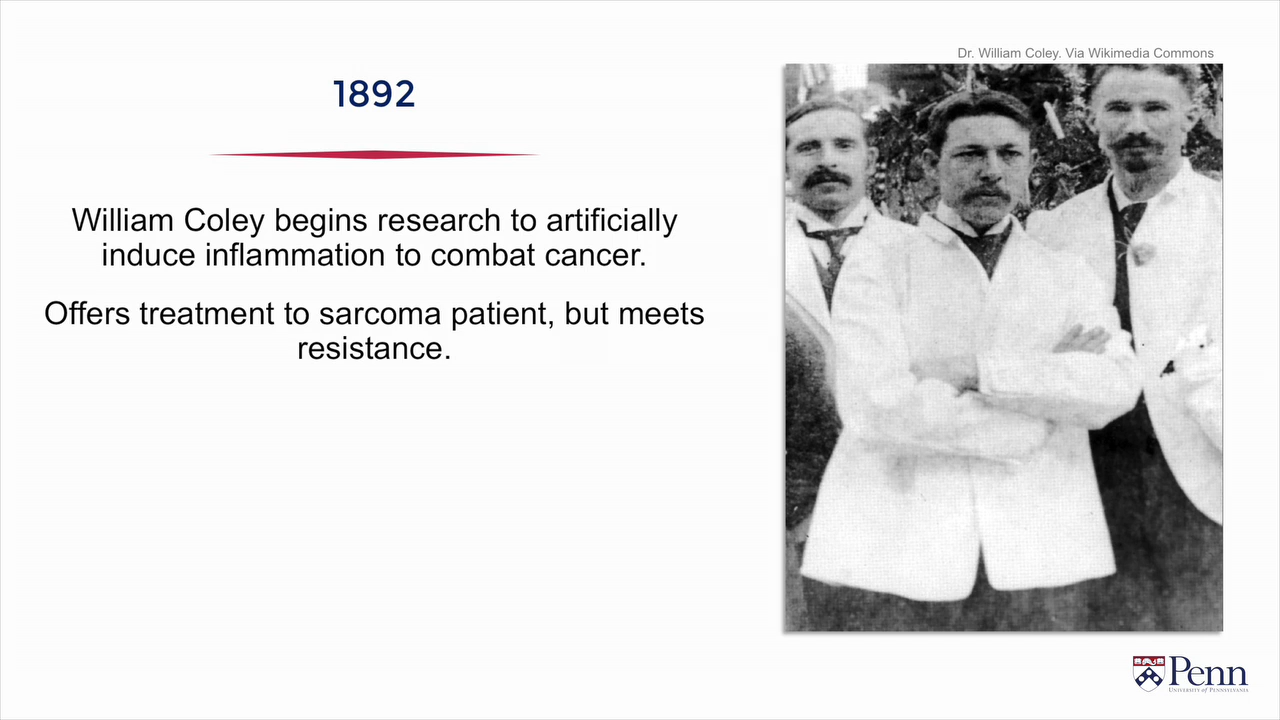 Dr. William Coley. Via Wikimedia Commons
1892
William Coley begins research to artificially
induce inflammation to combat cancer.
Offers treatment to sarcoma patient, but meets
resistance.
Penn
University of Pennsylvania